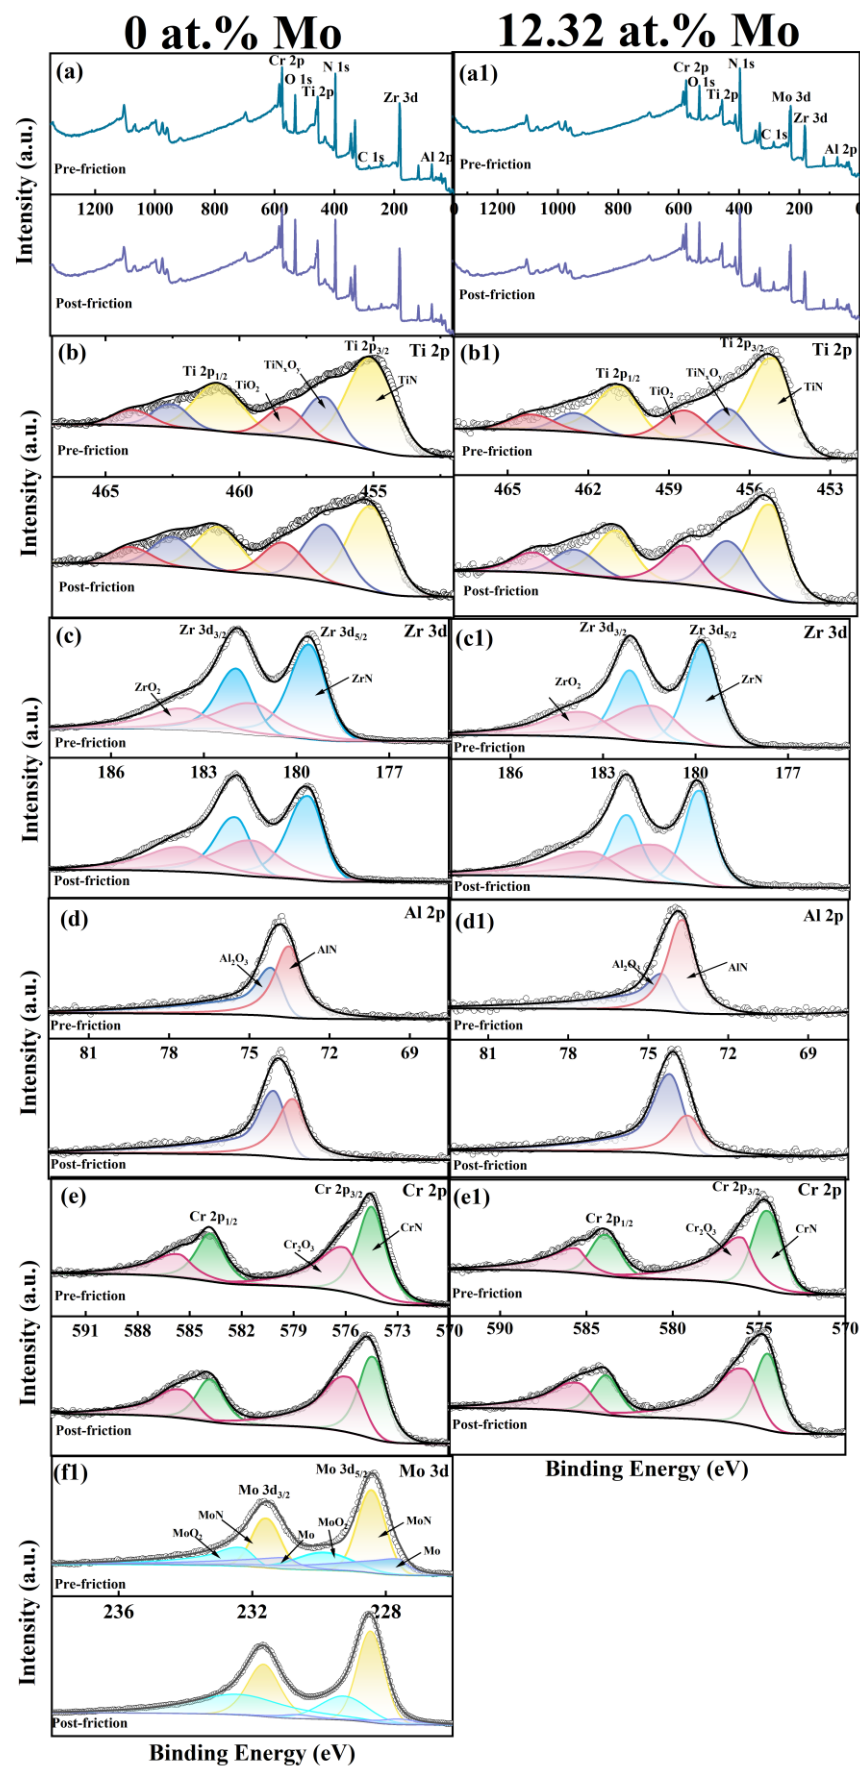 0 at.% Mo
12.32 at.% Mo
(a)
Cr 2p
O 1s
Ti 2p
N 1s
Zr 3d
C 1s
Al 2p
Pre-friction
1200 1000 800 600 400 200 0
Post-friction
(a1)
Cr 2p
O 1s
Ti 2p
N 1s
Mo 3d
Zr 3d
C 1s
Al 2p
Pre-friction
1200 1000 800 600 400 200 0
Post-friction
Intensity (a.u.)
(b)
Ti 2p1/2
TiO2
TiNxOy
Ti 2p3/2
Ti 2p
TiN
Pre-friction
465 460 455
Post-friction
(b1)
Ti 2p1/2
TiO2
TiNxOy
Ti 2p3/2
Ti 2p
TiN
Pre-friction
465 462 459 456 453
Post-friction
Intensity (a.u.)
(c)
Zr 3d3/2
Zr 3d5/2
Zr 3d
ZrO2
ZrN
Pre-friction
186 183 180 177
Post-friction
(c1)
Zr 3d3/2
Zr 3d5/2
Zr 3d
ZrO2
ZrN
Pre-friction
186 183 180 177
Post-friction
Intensity (a.u.)
(d)
Al 2p
Al2O3
AlN
Pre-friction
81 78 75 72 69
Post-friction
(d1)
Al 2p
Al2O3
AlN
Pre-friction
81 78 75 72 69
Post-friction
Intensity (a.u.)
(e)
Cr 2p1/2
Cr 2p3/2
Cr 2p
Cr2O3
CrN
Pre-friction
591 588 585 582 579 576 573
Post-friction
(e1)
Cr 2p1/2
Cr 2p3/2
Cr 2p
Cr2O3
CrN
Pre-friction
590 585 580 575 570
Post-friction
Intensity (a.u.)
Binding Energy (eV)
(f1)
Mo 3d3/2
Mo 3d5/2
Mo 3d
MoO2
MoN
Mo
MoO2
MoN
Mo
Pre-friction
236 232 228
Post-friction
Intensity (a.u.)
Binding Energy (eV)